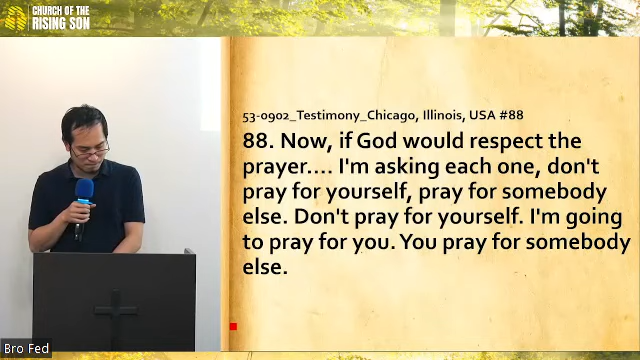 CHURCH OF THE
RISING SON
53-0902_Testimony_Chicago, Illinois, USA #88
88. Now, if God would respect the
prayer.... I'm asking each one, don't
pray for yourself, pray for somebody
else. Don't pray for yourself. I'm going
to pray for you. You pray for somebody
else.
Bro Fed